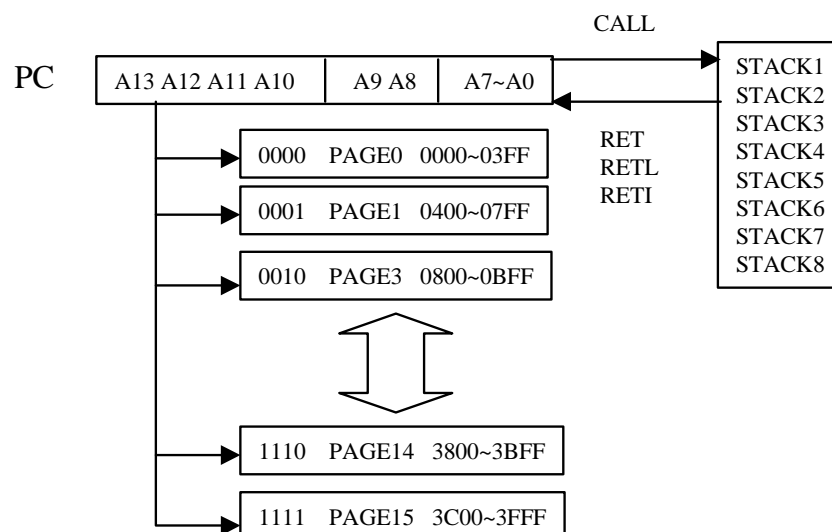 CALL
PC
A13 A12 A11 A10 A9 A8 A7~A0
STACK1
STACK2
STACK3
STACK4
STACK5
STACK6
STACK7
STACK8
RET
RETL
RETI
0000 PAGE0 0000~03FF
0001 PAGE1 0400~07FF
0010 PAGE3 0800~0BFF
1110 PAGE14 3800~3BFF
1111 PAGE15 3C00~3FFF